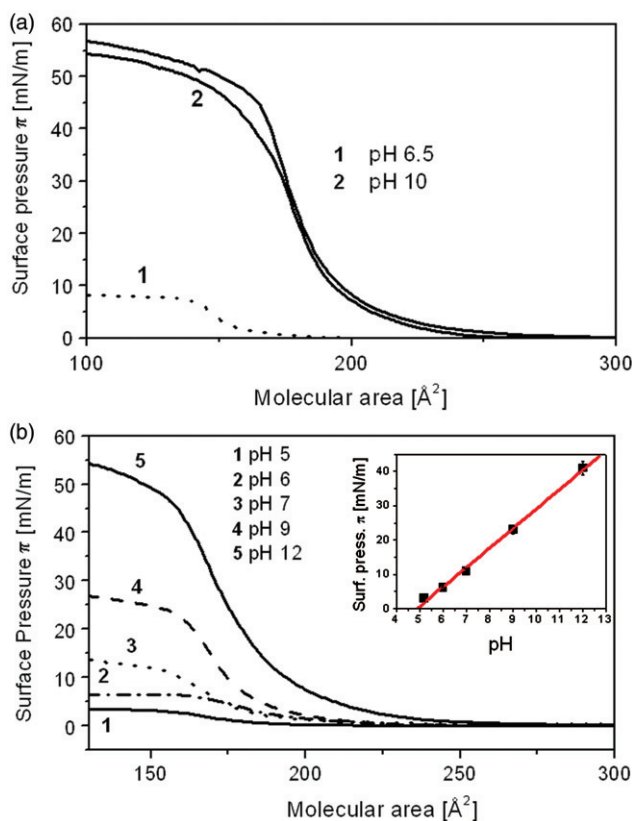 (a)
60
50
40
30
20
10
0
Surface pressure π [mN/m]
2
1
1 pH 6.5
2 pH 10
100 200 300
Molecular area [Å²]
(b)
60
50
40
30
20
10
0
Surface Pressure π [mN/m]
5
4
3
2
1
1 pH 5
2 pH 6
3 pH 7
4 pH 9
5 pH 12
40
30
20
10
0
Surf. press. π [mN/m]
4 5 6 7 8 9 10 11 12 13
pH
150 200 250 300
Molecular area [Å²]